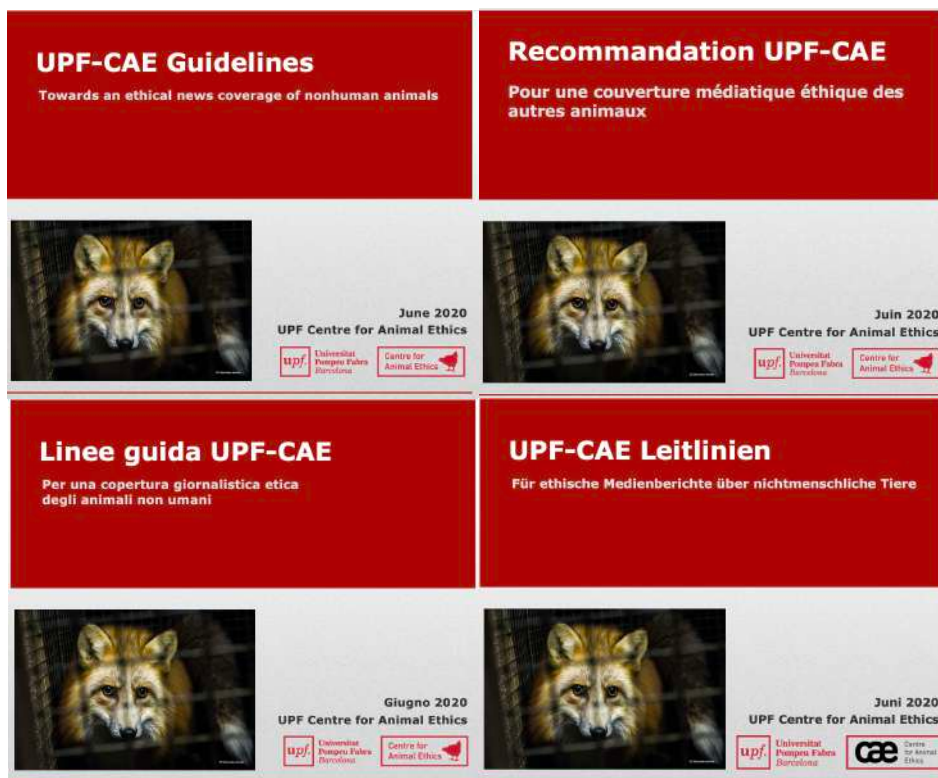 UPF-CAE Guidelines
Towards an ethical news coverage of nonhuman animals
June 2020
UPF Centre for Animal Ethics
upf.
Universitat
Pompeu Fabra
Barcelona
Centre for
Animal Ethics
Recommandation UPF-CAE
Pour une couverture médiatique éthique des
autres animaux
Juin 2020
UPF Centre for Animal Ethics
upf.
Universitat
Pompeu Fabra
Barcelona
Centre for
Animal Ethics
Linee guida UPF-CAE
Per una copertura giornalistica etica
degli animali non umani
Giugno 2020
UPF Centre for Animal Ethics
upf.
Universitat
Pompeu Fabra
Barcelona
Centre for
Animal Ethics
UPF-CAE Leitlinien
Für ethische Medienberichte über nichtmenschliche Tiere
Juni 2020
UPF Centre for Animal Ethics
upf.
Universitat
Pompeu Fabra
Barcelona
cae
Centre
for Animal
Ethics